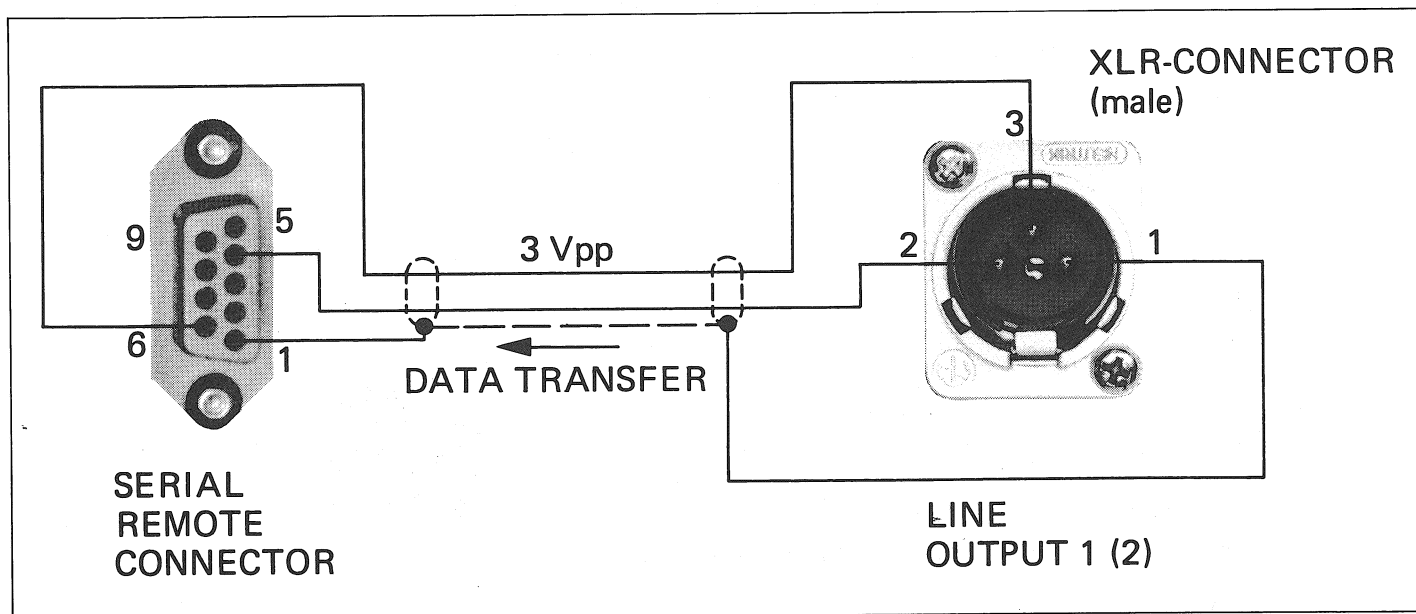 XLR-CONNECTOR
(male)
3
5
9
3 Vpp
2
1
6
1
DATA TRANSFER
SERIAL
REMOTE
CONNECTOR
LINE
OUTPUT 1 (2)